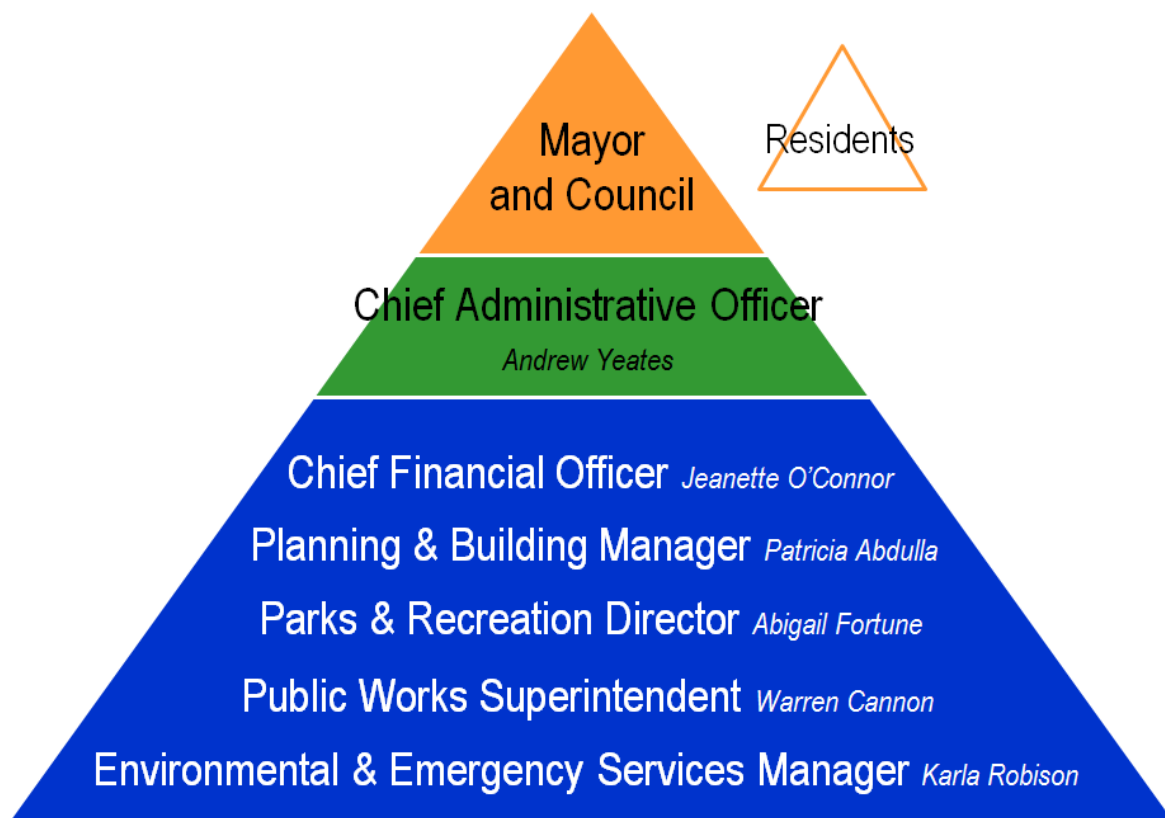 Mayor
and Council
Residents
Chief Administrative Officer
Andrew Yeates
Chief Financial Officer Jeanette O'Connor
Planning & Building Manager Patricia Abdulla
Parks & Recreation Director Abigail Fortune
Public Works Superintendent Warren Cannon
Environmental & Emergency Services Manager Karla Robison